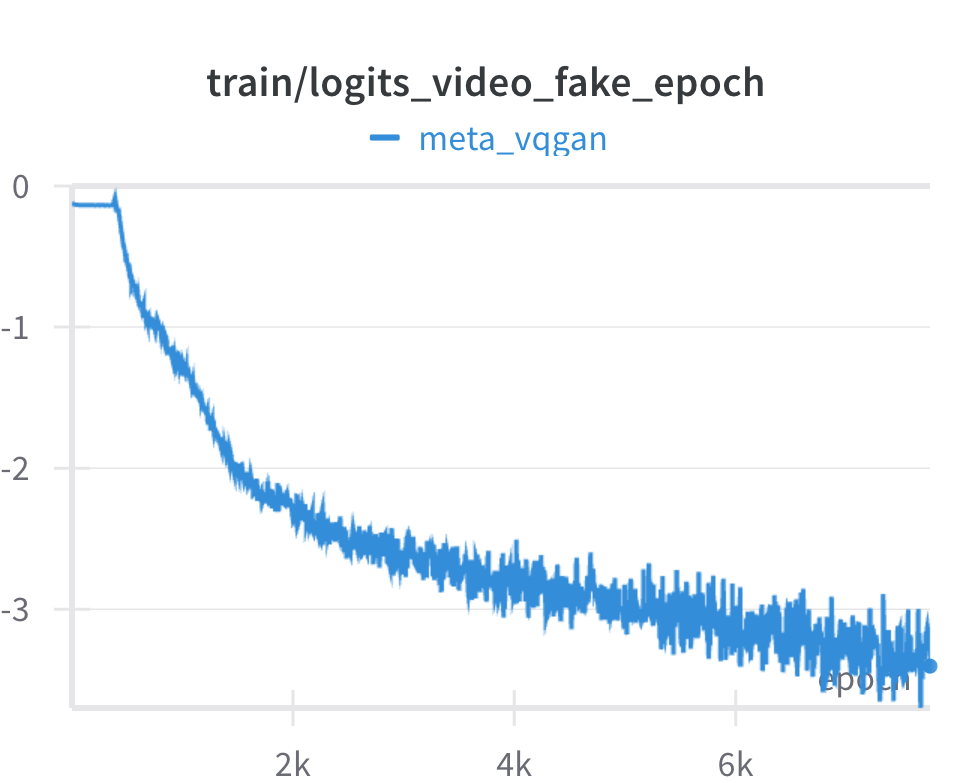 train/logits_video_fake_epoch
meta_vqgan
0
-1
-2
-3
epoch
2k
4k
6k